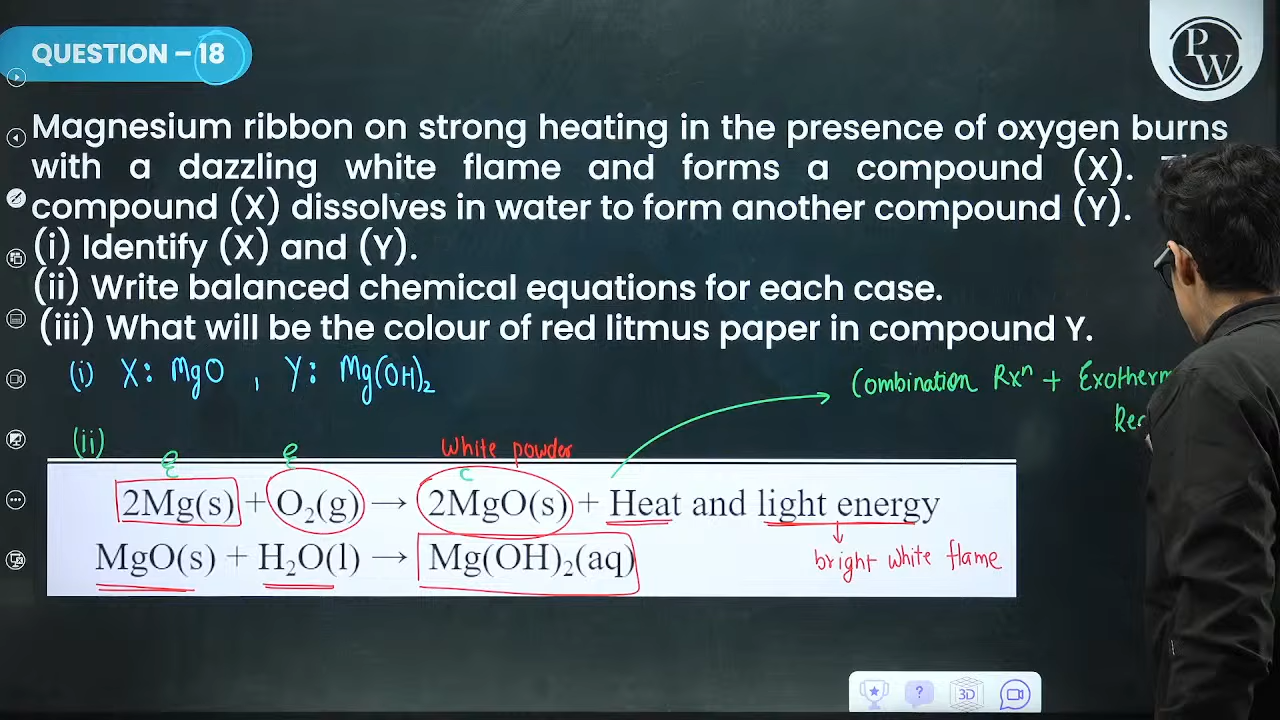 QUESTION – 18
PW
Magnesium ribbon on strong heating in the presence of oxygen burns
with a dazzling white flame and forms a compound (X).
compound (X) dissolves in water to form another compound (Y).
(i) Identify (X) and (Y).
(ii) Write balanced chemical equations for each case.
(iii) What will be the colour of red litmus paper in compound Y.
(i) X: MgO , Y: Mg(OH)₂
Combination Rxⁿ + Exotherm
(ii)
White powder
2Mg(s) + O₂(g) → 2MgO(s) + Heat and light energy
MgO(s) + H₂O(l) → Mg(OH)₂(aq)
bright white flame
?
3D